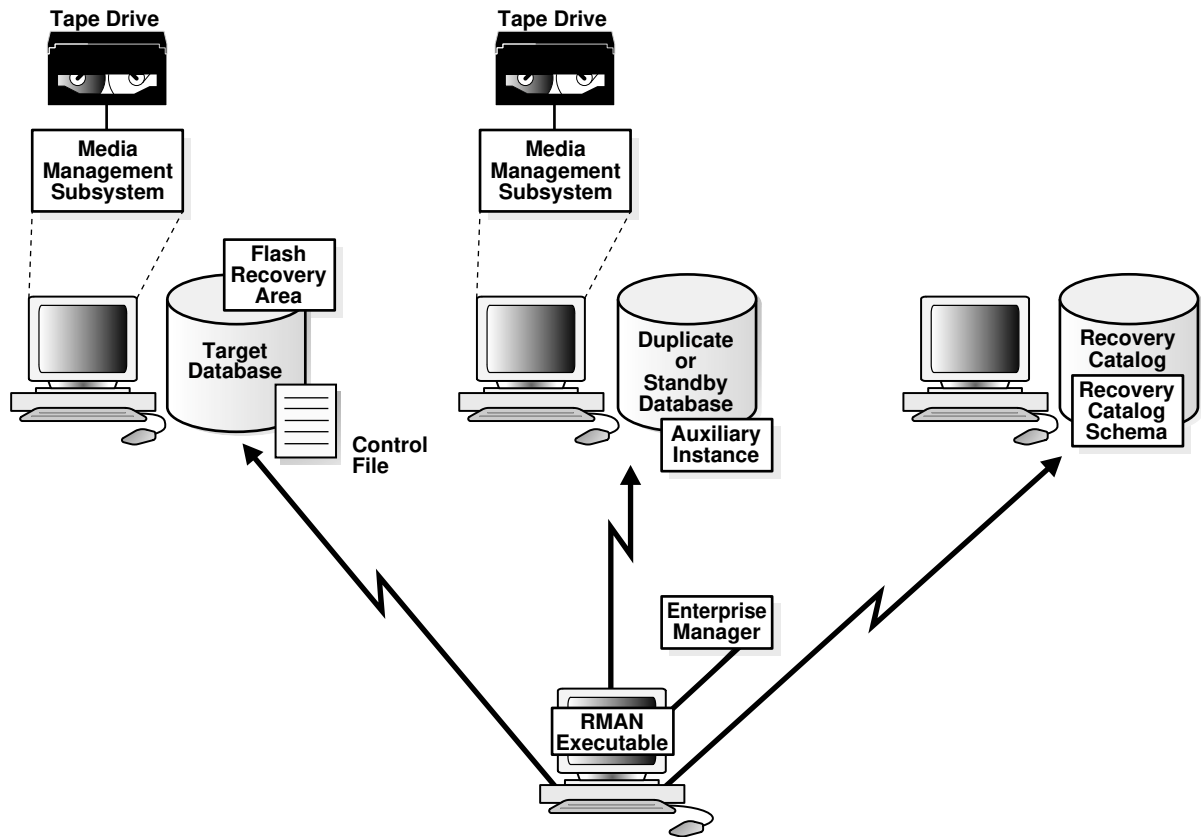 Tape Drive
Tape Drive
Media
Management
Subsystem
Media
Management
Subsystem
Flash
Recovery
Area
Target
Database
Control
File
Duplicate
or
Standby
Database
Auxiliary
Instance
Recovery
Catalog
Recovery
Catalog
Schema
Enterprise
Manager
RMAN
Executable